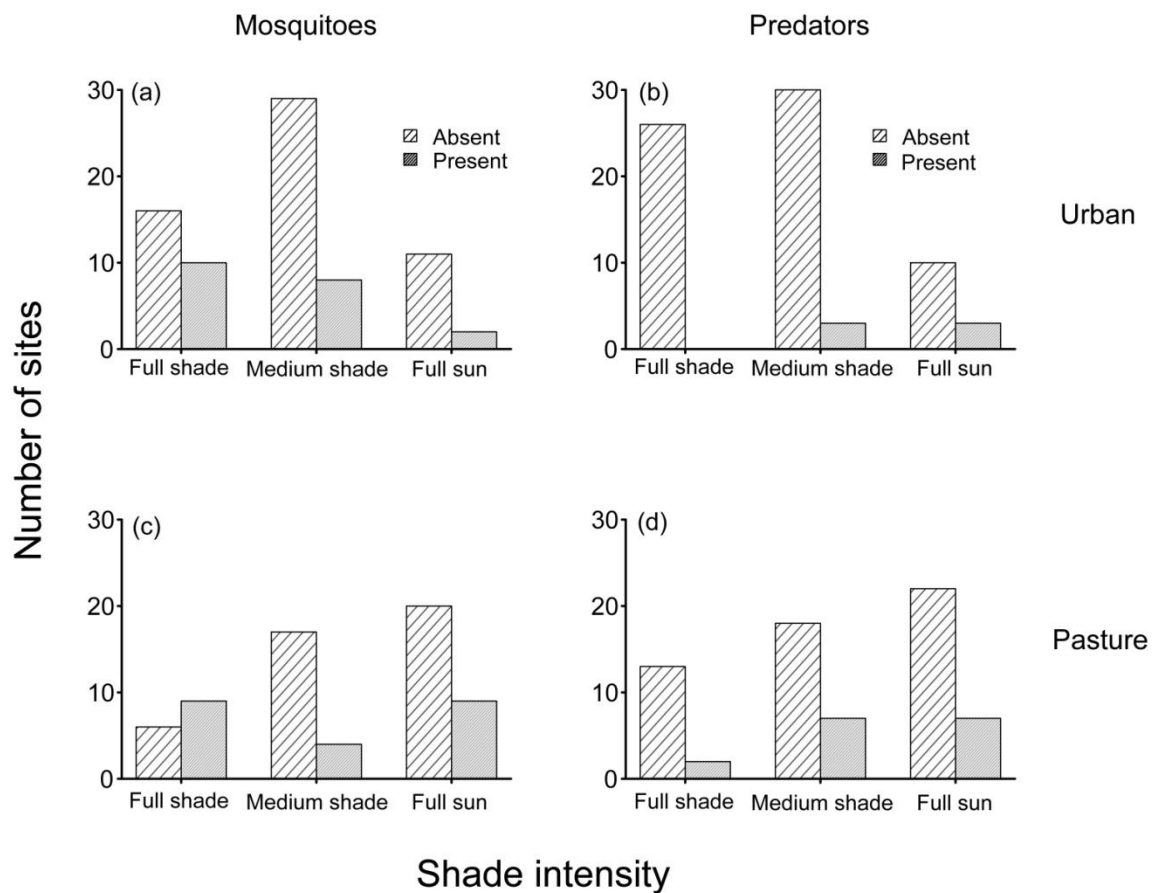 Mosquitoes
Predators
(a)
30
20
10
0
Absent
Present
Full shade
Medium shade
Full sun
(b)
30
20
10
0
Absent
Present
Full shade
Medium shade
Full sun
Urban
Number of sites
(c)
30
20
10
0
Full shade
Medium shade
Full sun
(d)
30
20
10
0
Full shade
Medium shade
Full sun
Pasture
Shade intensity